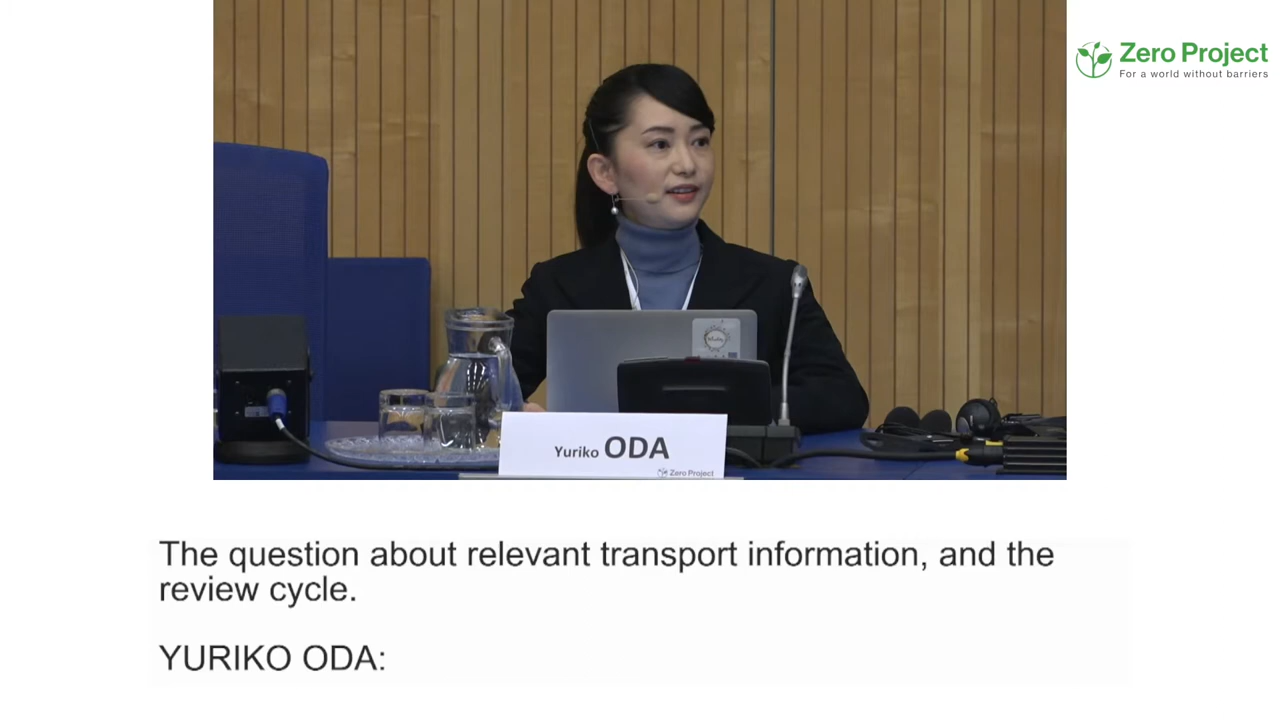 Zero Project
For a world without barriers
Yuriko ODA
Zero Project
The question about relevant transport information, and the
review cycle.
YURIKO ODA: